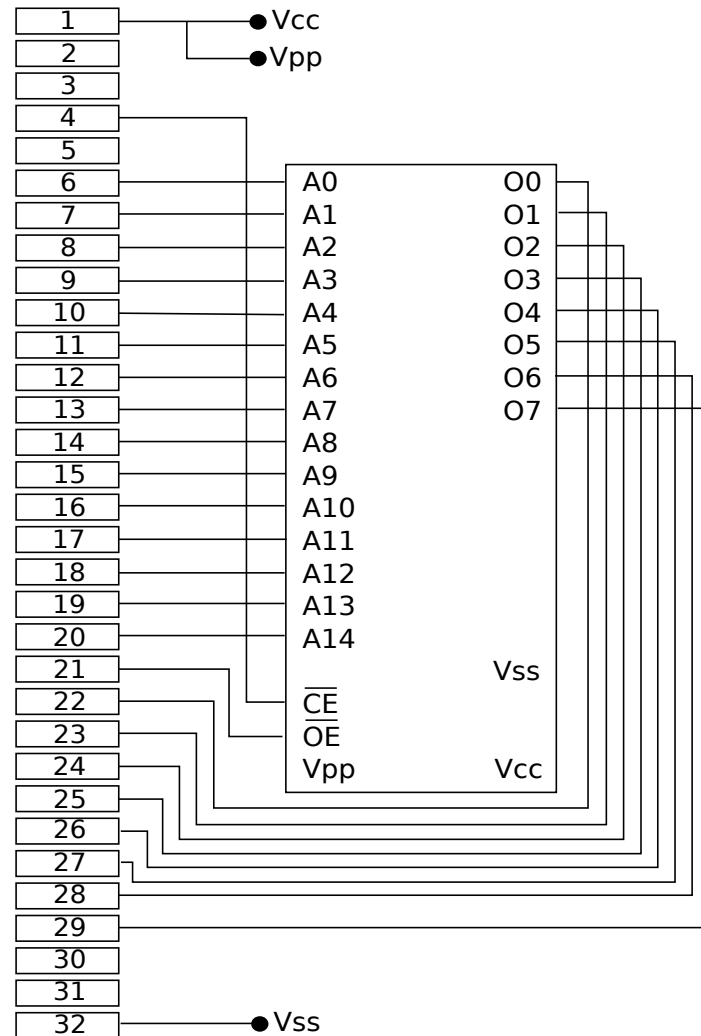 1 Vcc
2 Vpp
3
4
5
6 A0 O0
7 A1 O1
8 A2 O2
9 A3 O3
10 A4 O4
11 A5 O5
12 A6 O6
13 A7 O7
14 A8
15 A9
16 A10
17 A11
18 A12
19 A13
20 A14
21 Vss
22 CE
23 OE
24 Vpp Vcc
25
26
27
28
29
30
31
32 Vss